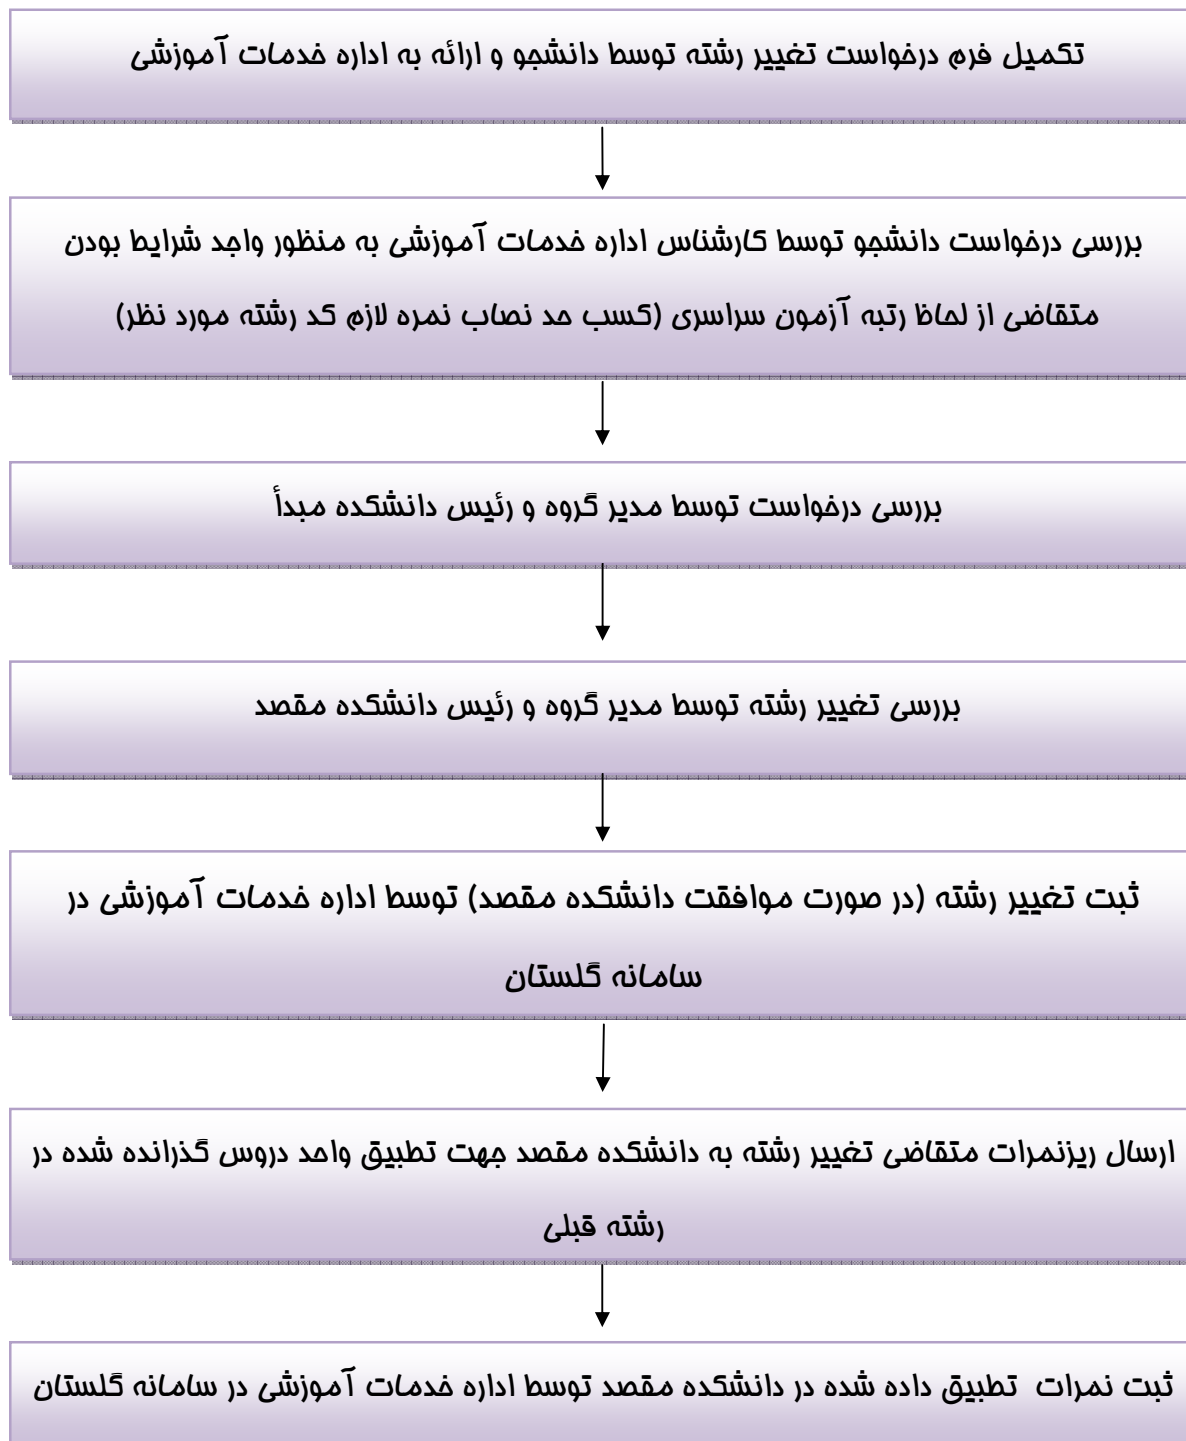 تکمیل فرم درخواست تغییر رشته توسط دانشجو و ارائه به اداره خدمات آموزشی
بررسی درخواست دانشجو توسط کارشناس اداره خدمات آموزشی به منظور واجد شرایط بودن
متقاضی از لحاظ رتبه آزمون سراسری (کسب حد نصاب نمره لازم کد رشته مورد نظر)
بررسی درخواست توسط مدیر گروه و رئیس دانشکده مبدأ
بررسی تغییر رشته توسط مدیر گروه و رئیس دانشکده مقصد
ثبت تغییر رشته (در صورت موافقت دانشکده مقصد) توسط اداره خدمات آموزشی در
سامانه گلستان
ارسال ریزنمرات متقاضی تغییر رشته به دانشکده مقصد جهت تطبیق واحد دروس گذرانده شده در
رشته قبلی
ثبت نمرات تطبیق داده شده در دانشکده مقصد توسط اداره خدمات آموزشی در سامانه گلستان